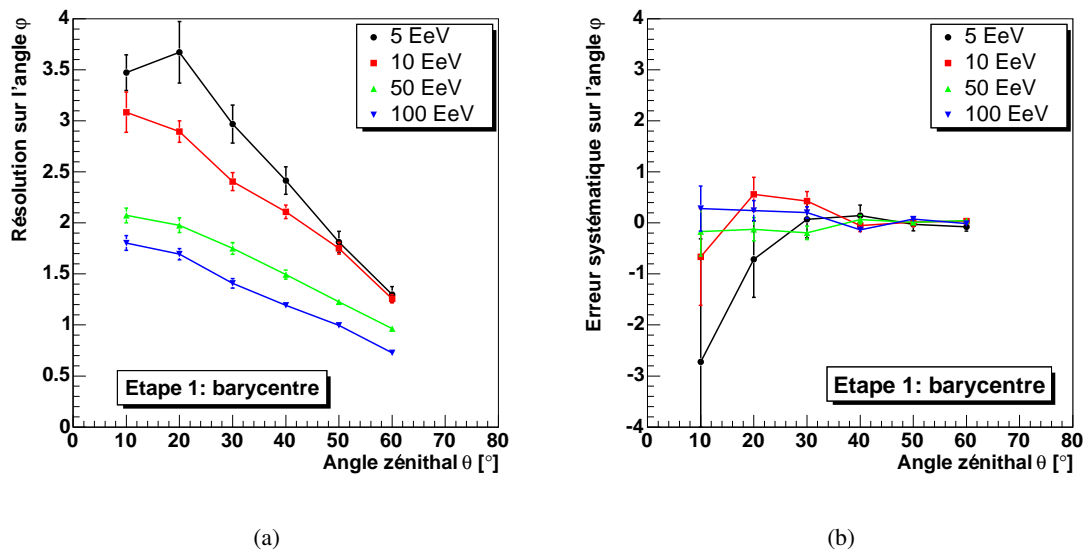 Résolution sur l'angle φ
4
3.5
3
2.5
2
1.5
1
0.5
0
5 EeV
10 EeV
50 EeV
100 EeV
Etape 1: barycentre
0 10 20 30 40 50 60 70 80
Angle zénithal θ [°]
(a)
Erreur systématique sur l'angle φ
4
3
2
1
0
-1
-2
-3
-4
5 EeV
10 EeV
50 EeV
100 EeV
Etape 1: barycentre
0 10 20 30 40 50 60 70 80
Angle zénithal θ [°]
(b)